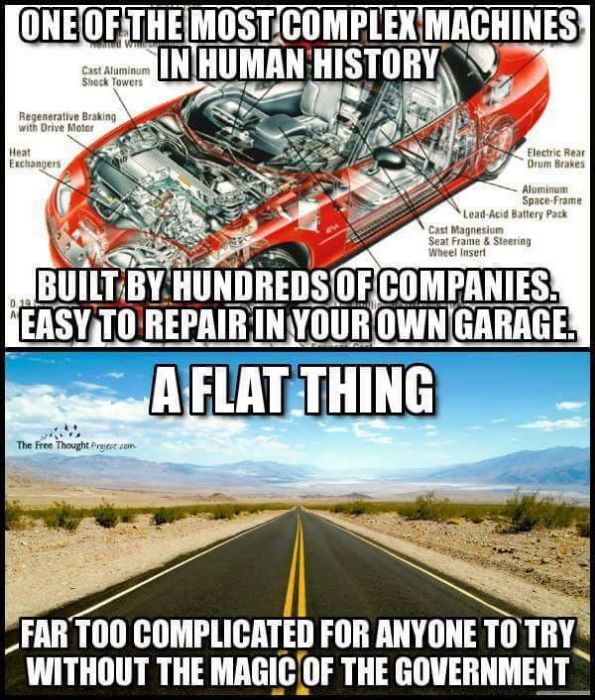 ONE OF THE MOST COMPLEX MACHINES
IN HUMAN HISTORY
Cast Aluminum
Shock Towers
Regenerative Braking
with Drive Motor
Heat
Exchangers
Electric Rear
Drum Brakes
Aluminum
Space-Frame
Lead-Acid Battery Pack
Cast Magnesium
Seat Frame & Steering
Wheel Insert
BUILT BY HUNDREDS OF COMPANIES.
EASY TO REPAIR IN YOUR OWN GARAGE.
A FLAT THING
The Free Thought Project.com
FAR TOO COMPLICATED FOR ANYONE TO TRY
WITHOUT THE MAGIC OF THE GOVERNMENT